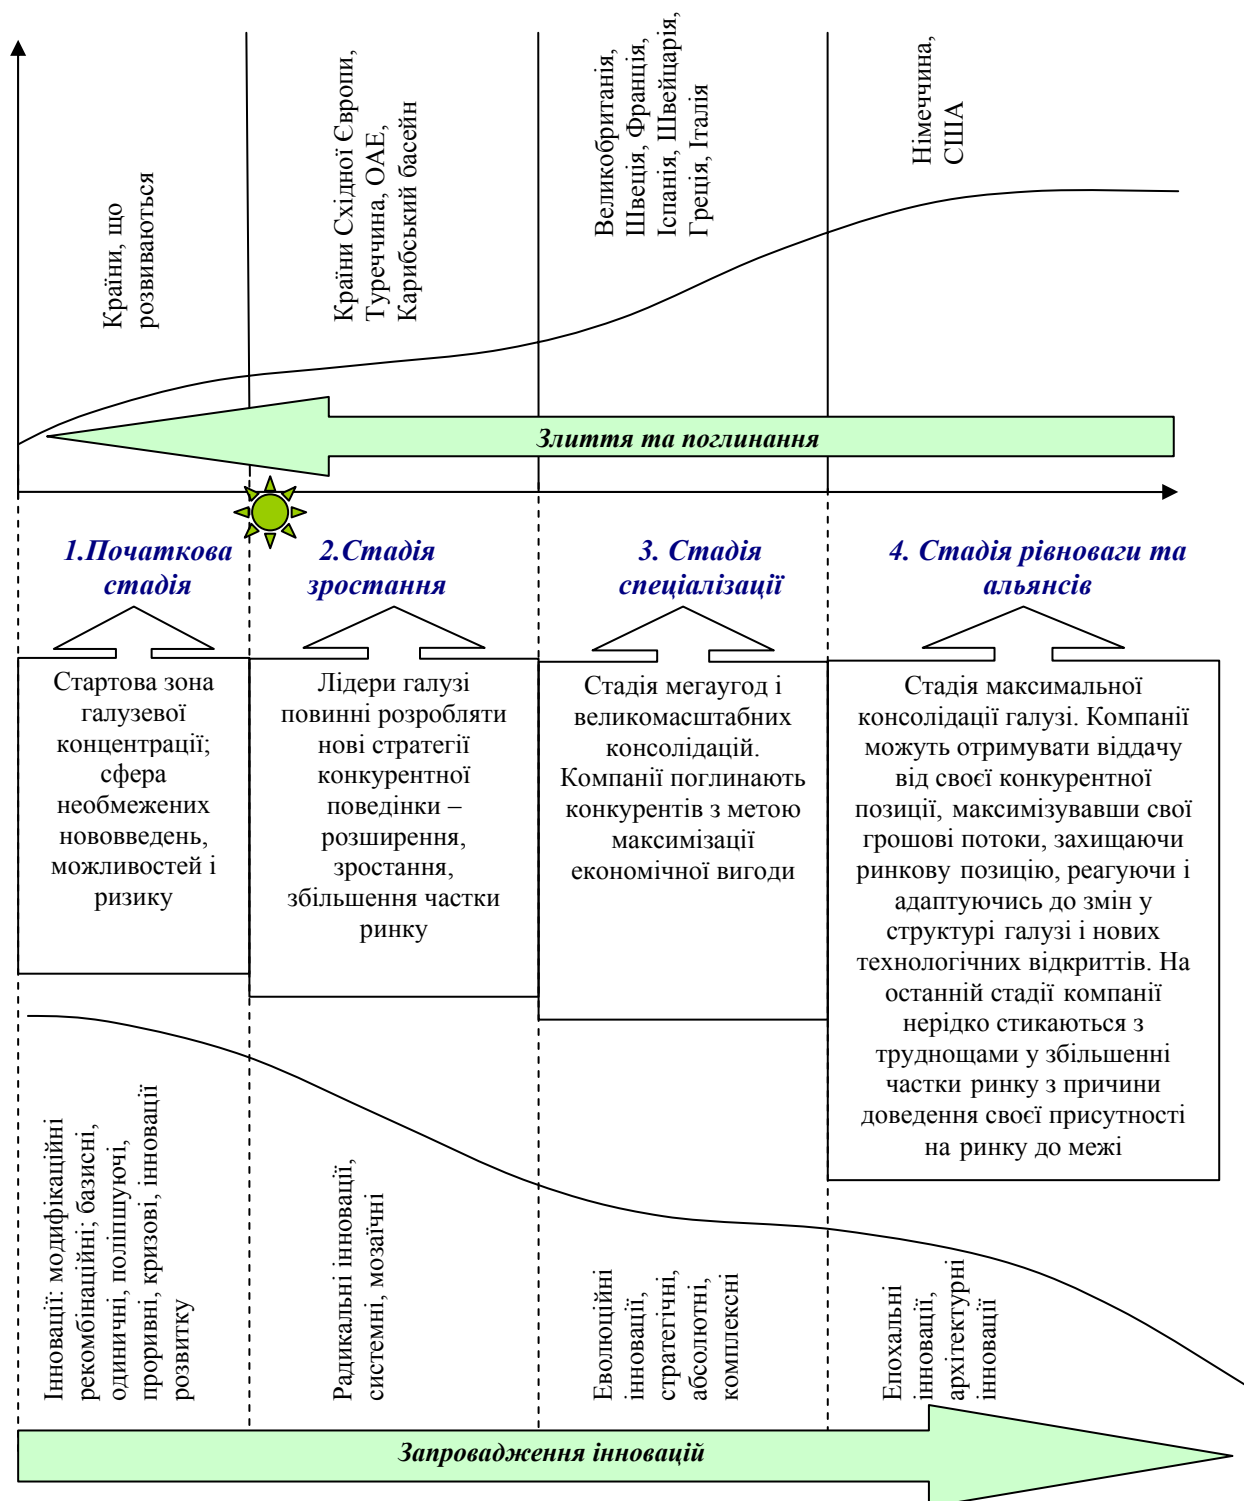 Країни, що
розвиваються
Країни Східної Європи,
Туреччина, ОАЕ,
Карибський басейн
Великобританія,
Швеція, Франція,
Іспанія, Швейцарія,
Греція, Італія
Німеччина,
США
Злиття та поглинання
1.Початкова
стадія
2.Стадія
зростання
3. Стадія
спеціалізації
4. Стадія рівноваги та
альянсів
Стартова зона
галузевої
концентрації;
сфера
необмежених
нововведень,
можливостей і
ризику
Лідери галузі
повинні розробляти
нові стратегії
конкурентної
поведінки –
розширення,
зростання,
збільшення частки
ринку
Стадія мегаугод і
великомасштабних
консолідацій.
Компанії поглинають
конкурентів з метою
максимізації
економічної вигоди
Стадія максимальної
консолідації галузі. Компанії
можуть отримувати віддачу
від своєї конкурентної
позиції, максимізувавши свої
грошові потоки, захищаючи
ринкову позицію, реагуючи і
адаптуючись до змін у
структурі галузі і нових
технологічних відкриттів. На
останній стадії компанії
нерідко стикаються з
труднощами у збільшенні
частки ринку з причини
доведення своєї присутності
на ринку до межі
Інновації: модифікаційні
рекомбінаційні; базисні,
одиничні, поліпшуючі,
проривні, кризові, інновації
розвитку
Радикальні інновації,
системні, мозаїчні
Еволюційні
інновації,
стратегічні,
абсолютні,
комплексні
Епохальні
інновації,
архітектурні
інновації
Запровадження інновацій